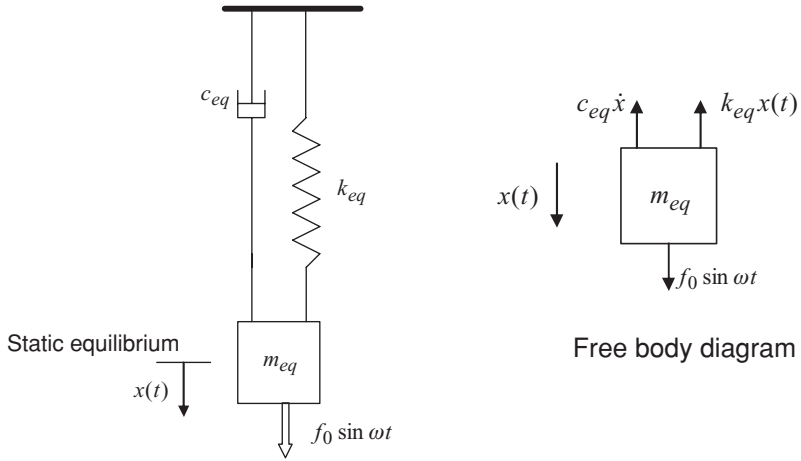 c_eq
k_eq
Static equilibrium
x(t)
m_eq
f_0 sin ωt
c_eq ẋ
k_eq x(t)
x(t)
m_eq
f_0 sin ωt
Free body diagram